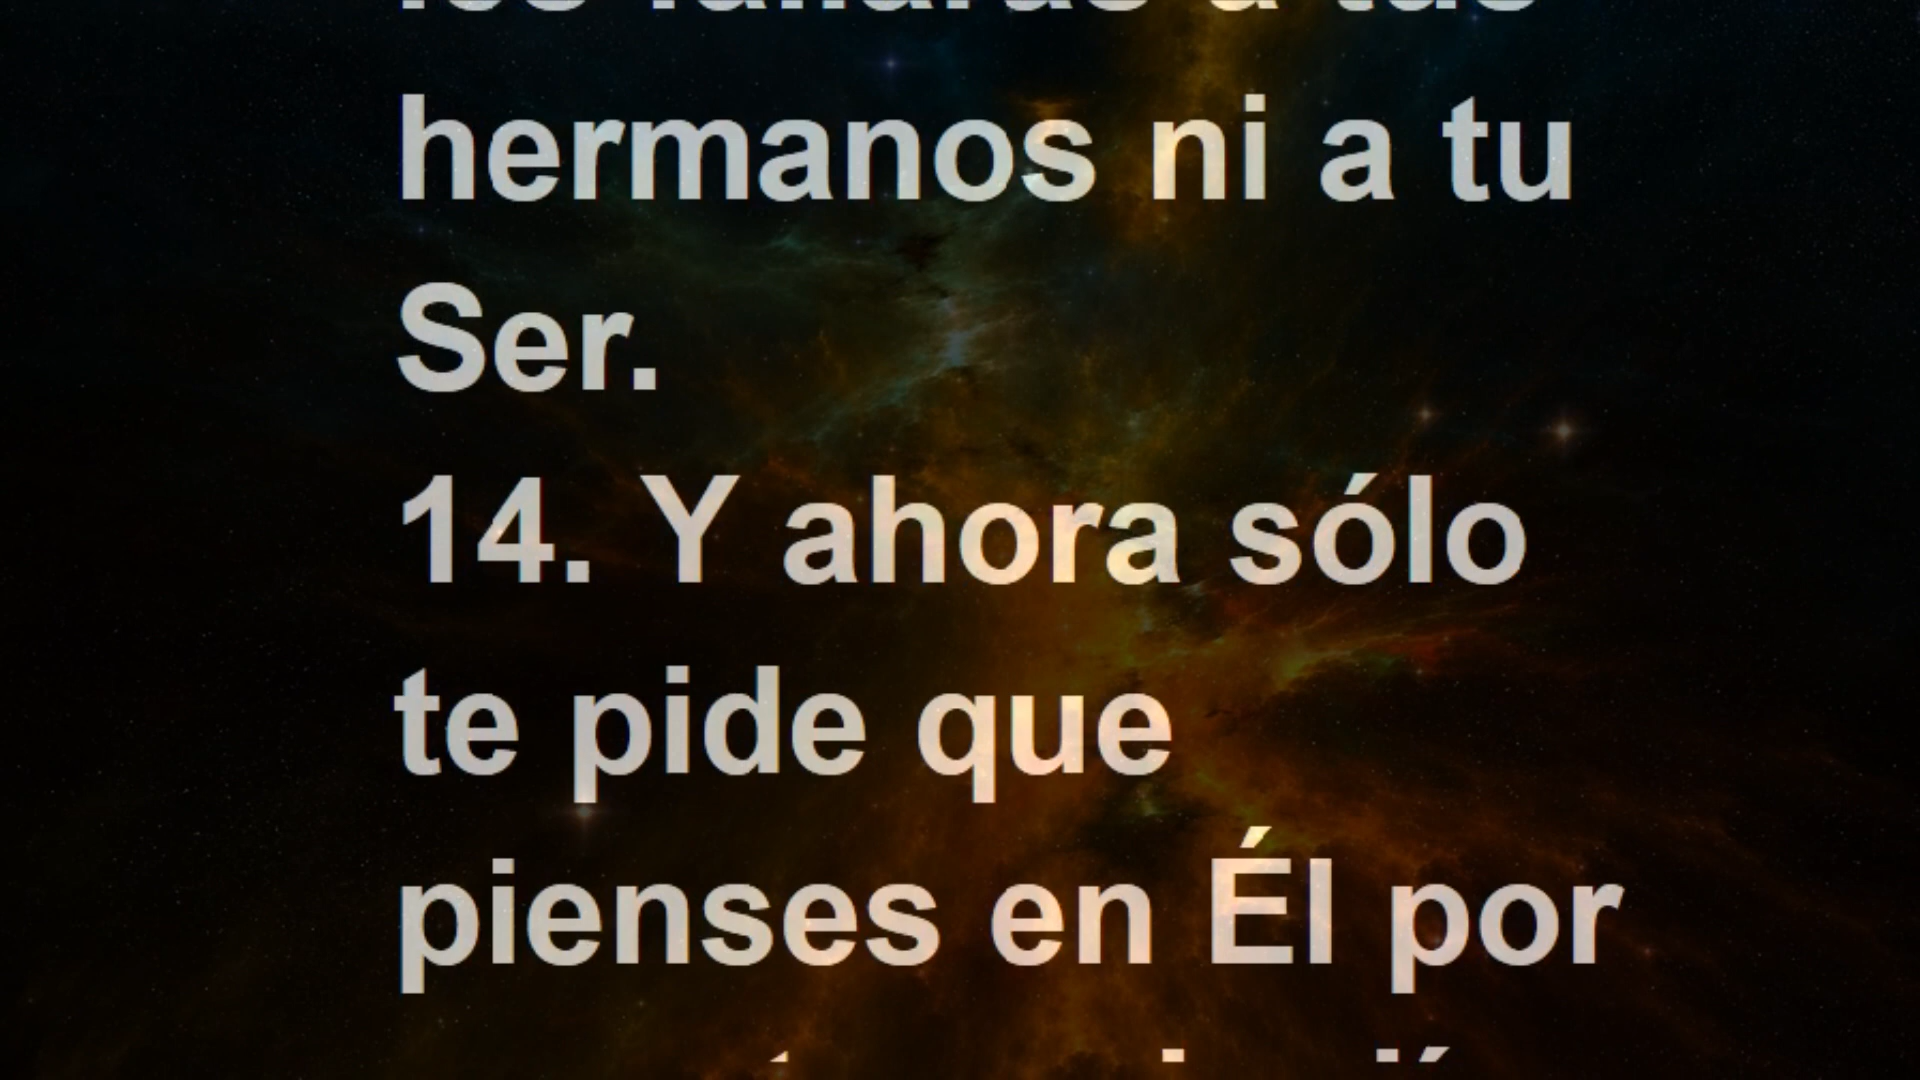 hermanos ni a tu
Ser.
14. Y ahora sólo
te pide que
pienses en Él por